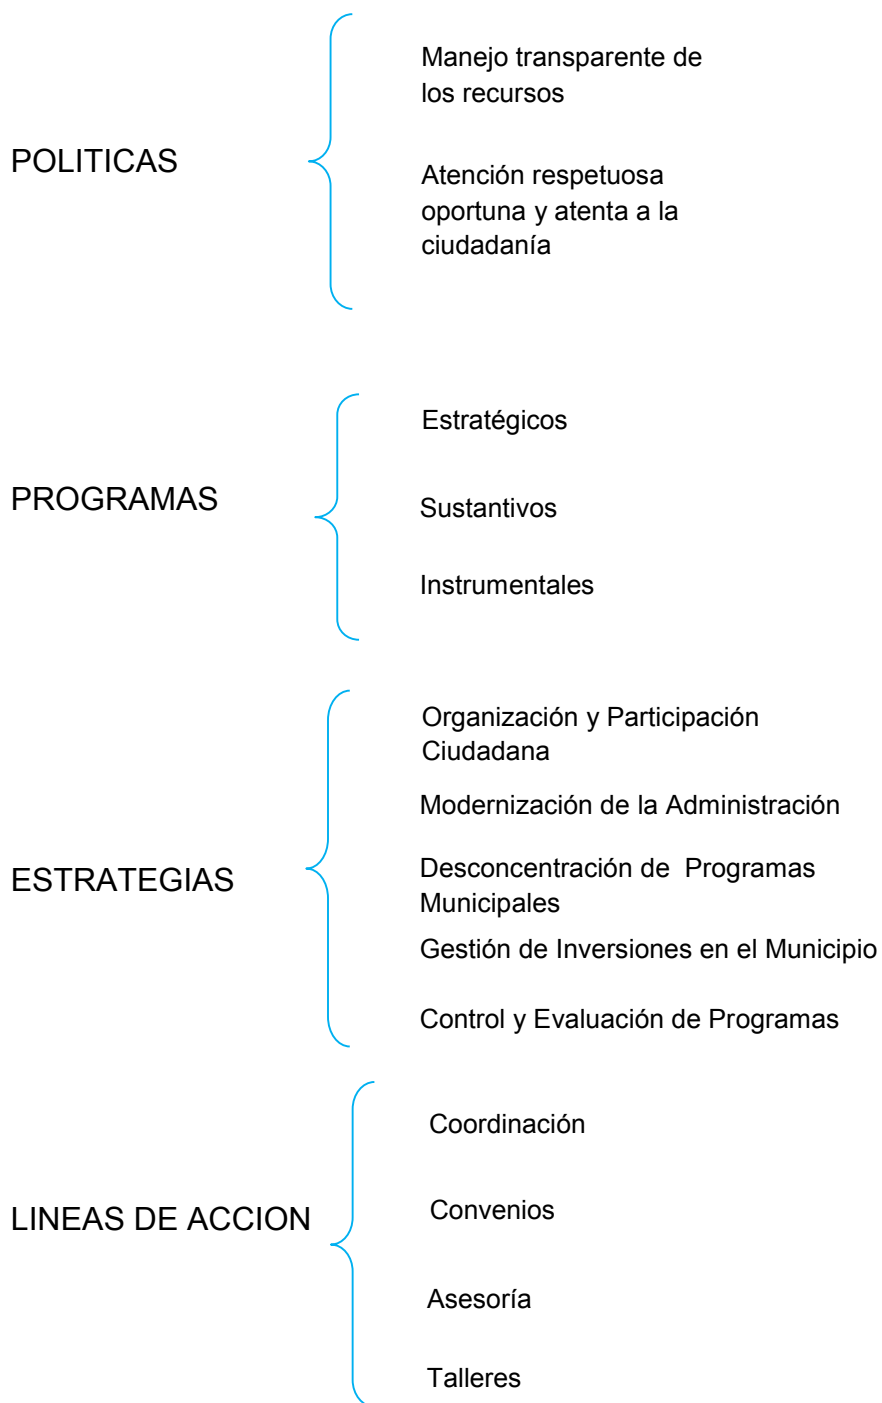 POLITICAS
Manejo transparente de
los recursos
Atención respetuosa
oportuna y atenta a la
ciudadanía
PROGRAMAS
Estratégicos
Sustantivos
Instrumentales
ESTRATEGIAS
Organización y Participación
Ciudadana
Modernización de la Administración
Desconcentración de  Programas
Municipales
Gestión de Inversiones en el Municipio
Control y Evaluación de Programas
LINEAS DE ACCION
Coordinación
Convenios
Asesoría
Talleres